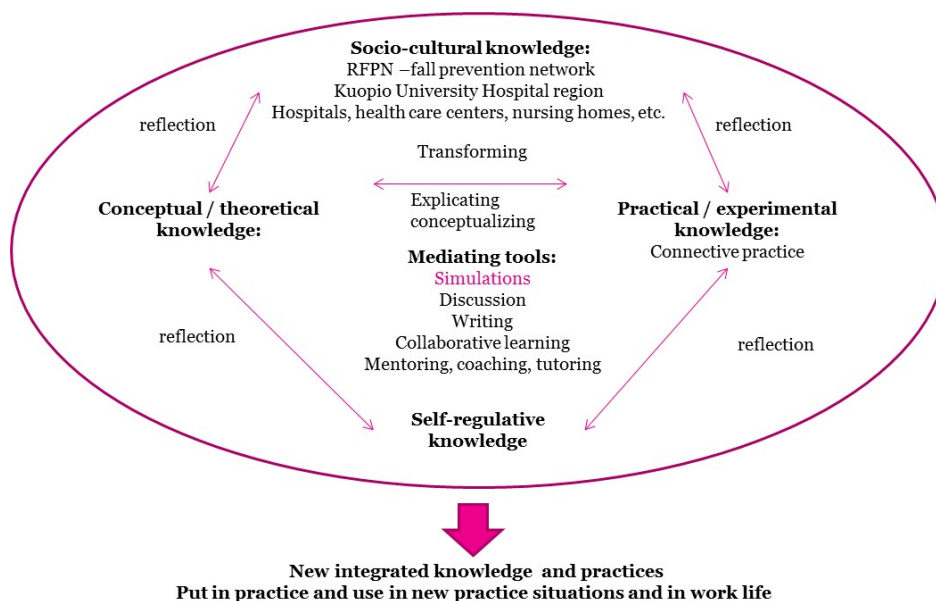 Socio-cultural knowledge:
RFPN –fall prevention network
Kuopio University Hospital region
Hospitals, health care centers, nursing homes, etc.
reflection
reflection
Transforming
Explicating
conceptualizing
Conceptual / theoretical
knowledge:
Practical / experimental
knowledge:
Connective practice
Mediating tools:
Simulations
Discussion
Writing
Collaborative learning
Mentoring, coaching, tutoring
reflection
reflection
Self-regulative
knowledge
New integrated knowledge and practices
Put in practice and use in new practice situations and in work life